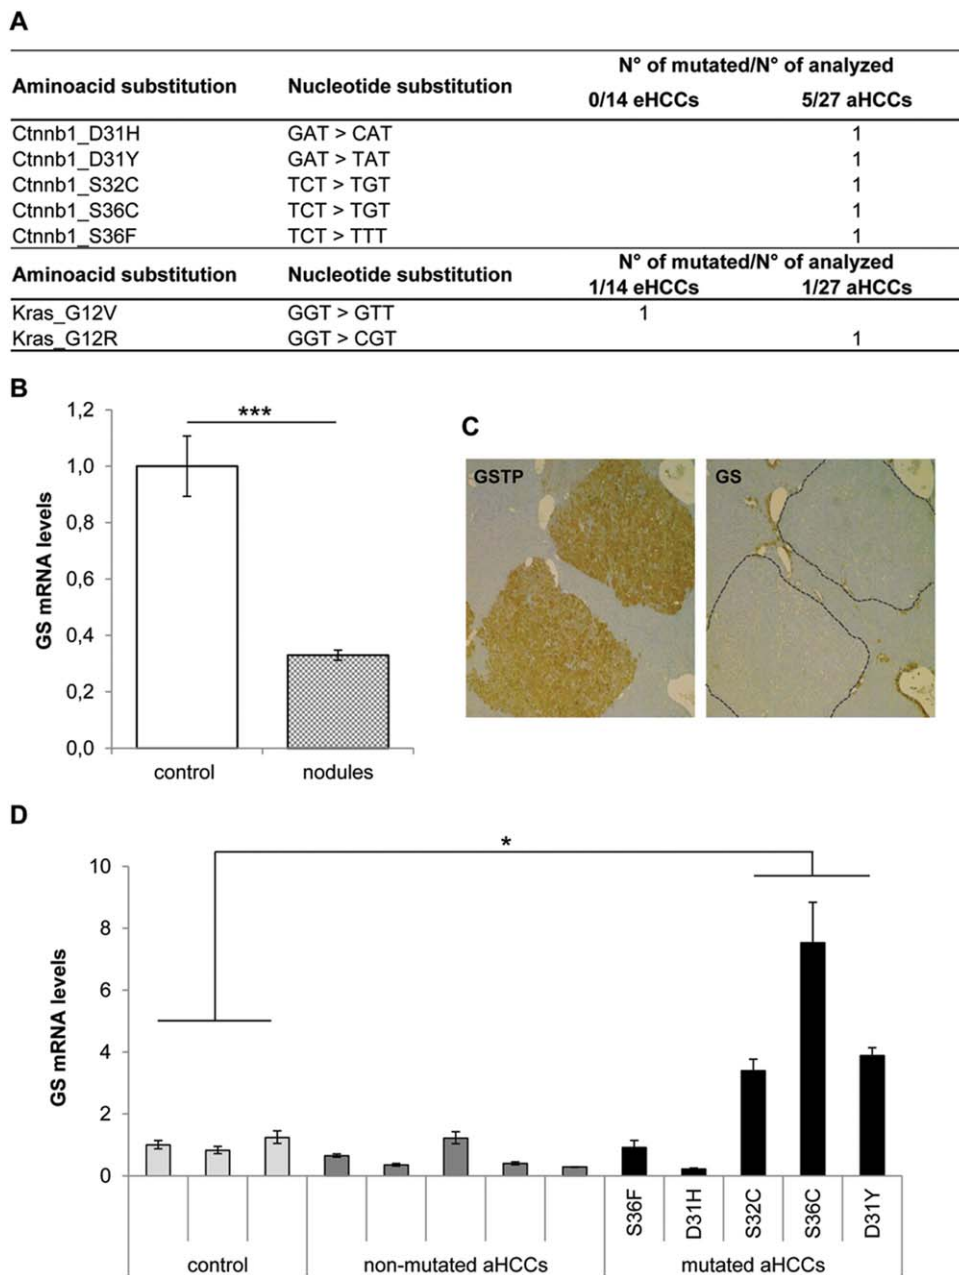 A
N° of mutated/N° of analyzed
Aminoacid substitution Nucleotide substitution
0/14 eHCCs 5/27 aHCCs
Ctnnb1_D31H GAT > CAT 1
Ctnnb1_D31Y GAT > TAT 1
Ctnnb1_S32C TCT > TGT 1
Ctnnb1_S36C TCT > TGT 1
Ctnnb1_S36F TCT > TTT 1
N° of mutated/N° of analyzed
Aminoacid substitution Nucleotide substitution
1/14 eHCCs 1/27 aHCCs
Kras_G12V GGT > GTT 1
Kras_G12R GGT > CGT 1
B
GS mRNA levels
1,2
1,0
0,8
0,6
0,4
0,2
0,0
***
control nodules
C
GSTP GS
D
GS mRNA levels
10
8
6
4
2
0
*
S36F D31H S32C S36C D31Y
control non-mutated aHCCs mutated aHCCs